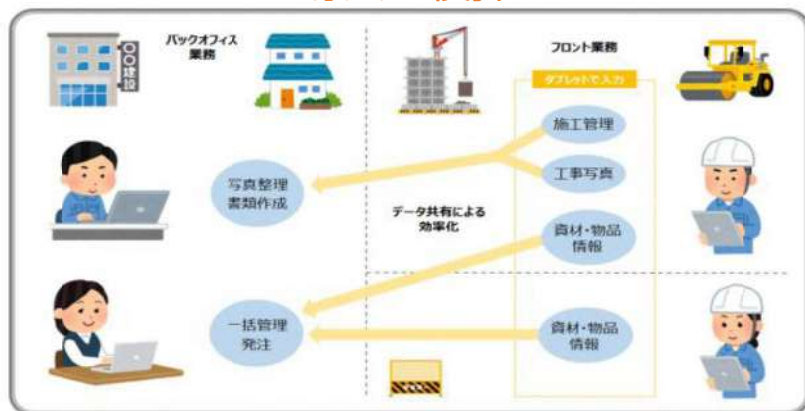 〇〇建設
バックオフィス
業務
フロント業務
タブレットで入力
施工管理
工事写真
写真整理
書類作成
データ共有による
効率化
資材・物品
情報
一括管理
発注
資材・物品
情報